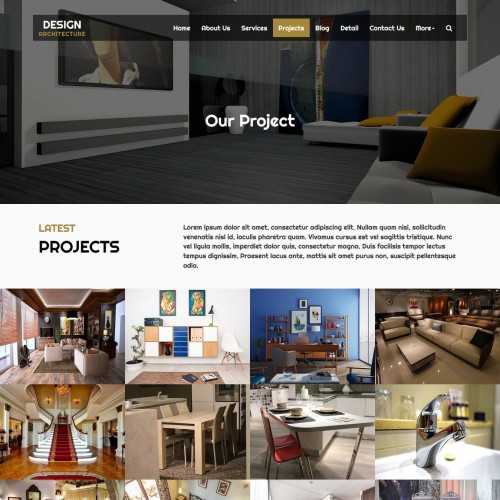 DESIGN
ARCHITECTURE
Home About Us Services Projects Blog Detail Contact Us More
Our Project
LATEST
PROJECTS
Lorem ipsum dolor sit amet, consectetur adipiscing elit. Nullam quam nisl, sollicitudin
venenatis nisl id, iaculis pharetra quam. Vivamus cursus est vel sagittis tristique. Nunc
vel ligula mollis, imperdiet dolor quis, consectetur magna. Duis facilisis tempor lectus
tempus dignissim. Praesent lacus ante, mattis sit amet purus non, suscipit pellentesque
odio.